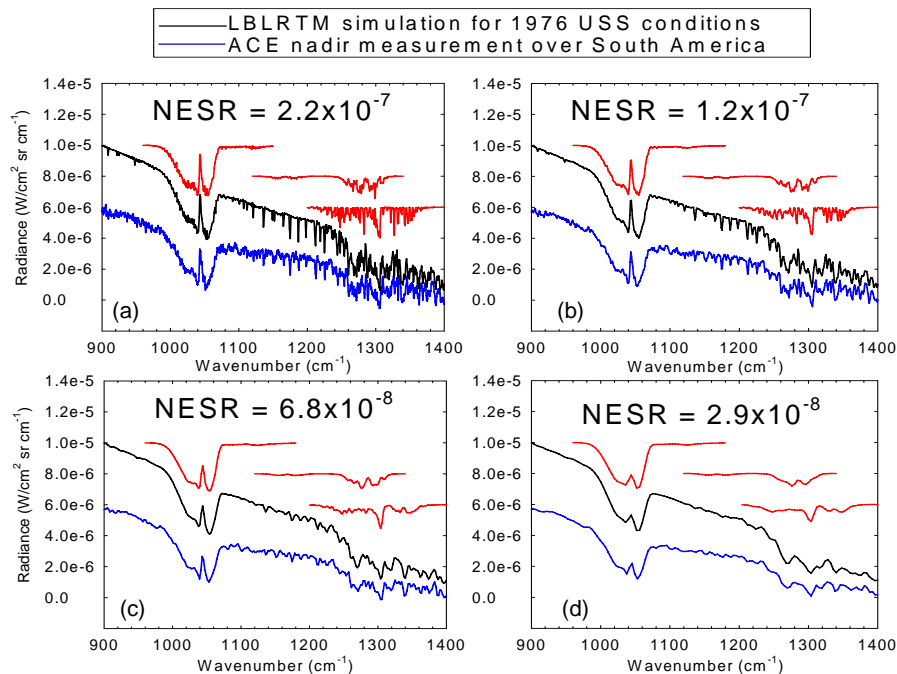 LBLRTM simulation for 1976 USS conditions
ACE nadir measurement over South America
1.4e-5
1.2e-5
1.0e-5
8.0e-6
6.0e-6
4.0e-6
2.0e-6
0.0
Radiance (W/cm² sr cm⁻¹)
NESR = 2.2x10⁻⁷
(a)
900 1000 1100 1200 1300 1400
Wavenumber (cm⁻¹)
1.4e-5
1.2e-5
1.0e-5
8.0e-6
6.0e-6
4.0e-6
2.0e-6
0.0
NESR = 1.2x10⁻⁷
(b)
900 1000 1100 1200 1300 1400
Wavenumber (cm⁻¹)
1.4e-5
1.2e-5
1.0e-5
8.0e-6
6.0e-6
4.0e-6
2.0e-6
0.0
Radiance (W/cm² sr cm⁻¹)
NESR = 6.8x10⁻⁸
(c)
900 1000 1100 1200 1300 1400
Wavenumber (cm⁻¹)
1.4e-5
1.2e-5
1.0e-5
8.0e-6
6.0e-6
4.0e-6
2.0e-6
0.0
NESR = 2.9x10⁻⁸
(d)
900 1000 1100 1200 1300 1400
Wavenumber (cm⁻¹)